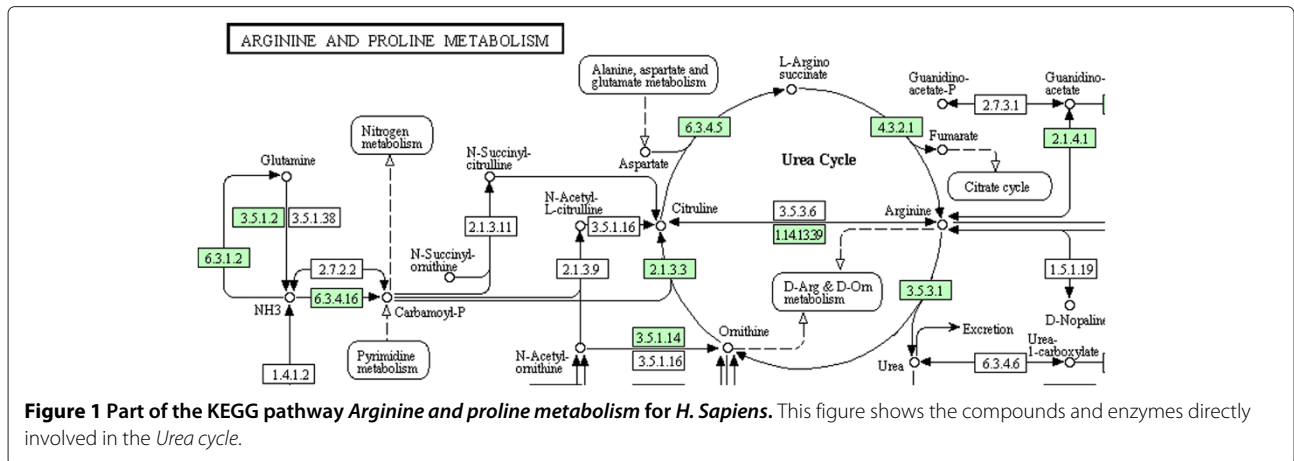 ARGININE AND PROLINE METABOLISM
Alanine, aspartate and
glutamate metabolism
L-Argino
succinate
Guanidino-
acetate-P
Guanidino-
acetate
2.7.3.1
6.3.4.5
4.3.2.1
2.1.4.1
Nitrogen
metabolism
Aspartate
Urea Cycle
Fumarate
Citrate cycle
Glutamine
N-Succinyl-
citrulline
N-Acetyl-
L-citrulline
Citruline
3.5.3.6
1.14.13.39
Arginine
3.5.1.2
3.5.1.38
2.1.3.11
3.5.1.16
6.3.1.2
2.7.2.2
N-Succinyl-
ornithine
2.1.3.9
2.1.3.3
D-Arg & D-Orn
metabolism
3.5.3.1
1.5.1.19
NH3
6.3.4.16
Carbamoyl-P
D-Nopaline
Pyrimidine
metabolism
1.4.1.2
N-Acetyl-
ornithine
3.5.1.14
3.5.1.16
Ornithine
Excretion
Urea
6.3.4.6
Urea-
1-carboxylate
Figure 1 Part of the KEGG pathway Arginine and proline metabolism for H. Sapiens. This figure shows the compounds and enzymes directly
involved in the Urea cycle.